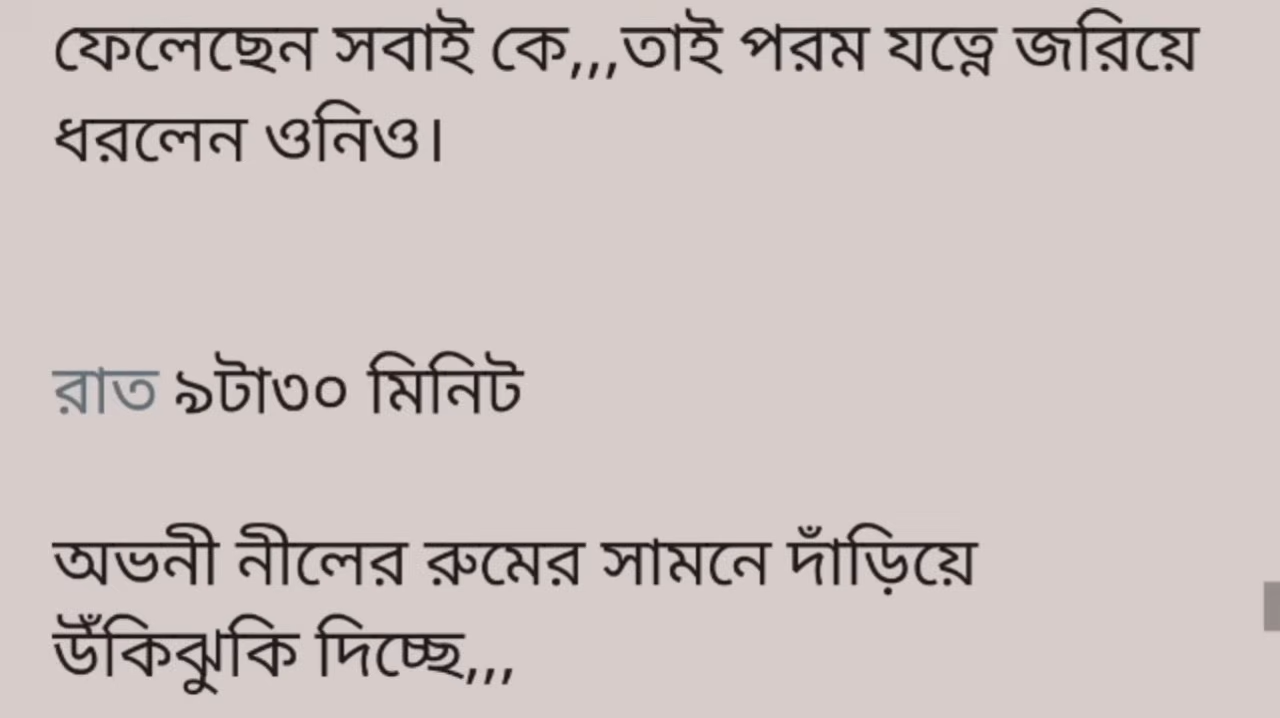 ফেলেছেন সবাই কে,,,তাই পরম যত্নে জরিয়ে
ধরলেন ওনিও।
রাত ৯টা৩০ মিনিট
অভনী নীলের রুমের সামনে দাঁড়িয়ে
উঁকিঝুকি দিচ্ছে,,,